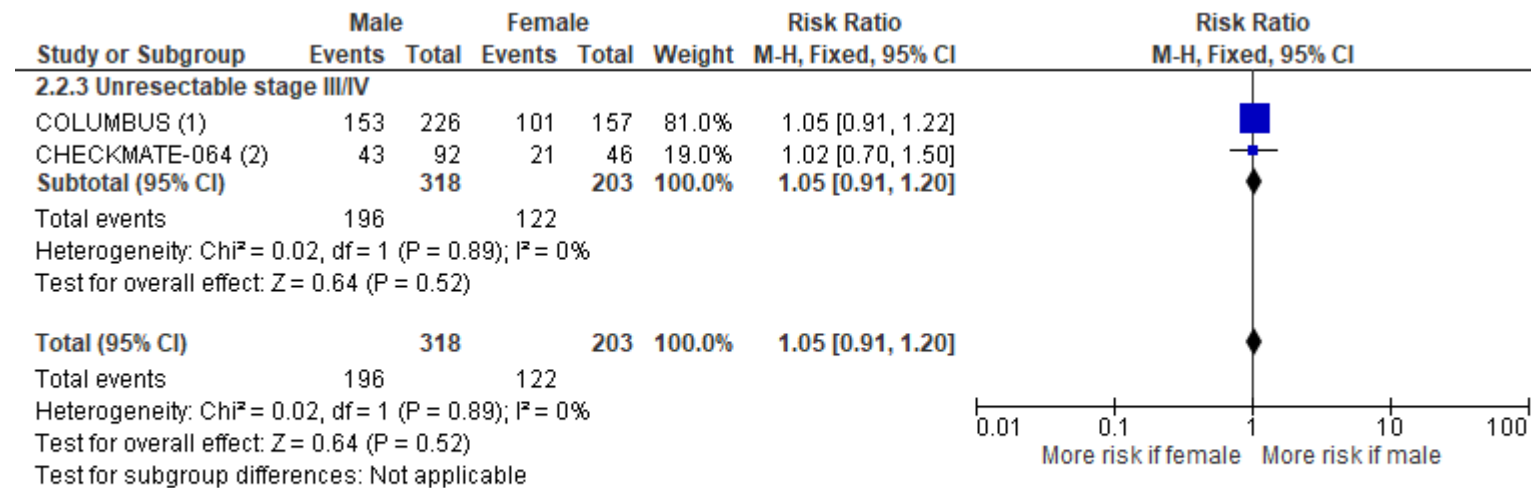 Male Female Risk Ratio Risk Ratio
Study or Subgroup Events Total Events Total Weight M-H, Fixed, 95% CI M-H, Fixed, 95% CI
2.2.3 Unresectable stage III/IV
COLUMBUS (1) 153 226 101 157 81.0% 1.05 [0.91, 1.22]
CHECKMATE-064 (2) 43 92 21 46 19.0% 1.02 [0.70, 1.50]
Subtotal (95% CI) 318 203 100.0% 1.05 [0.91, 1.20]
Total events 196 122
Heterogeneity: Chi² = 0.02, df = 1 (P = 0.89); I² = 0%
Test for overall effect: Z = 0.64 (P = 0.52)
Total (95% CI) 318 203 100.0% 1.05 [0.91, 1.20]
Total events 196 122
Heterogeneity: Chi² = 0.02, df = 1 (P = 0.89); I² = 0%
Test for overall effect: Z = 0.64 (P = 0.52)
Test for subgroup differences: Not applicable
0.01 0.1 1 10 100
More risk if female More risk if male